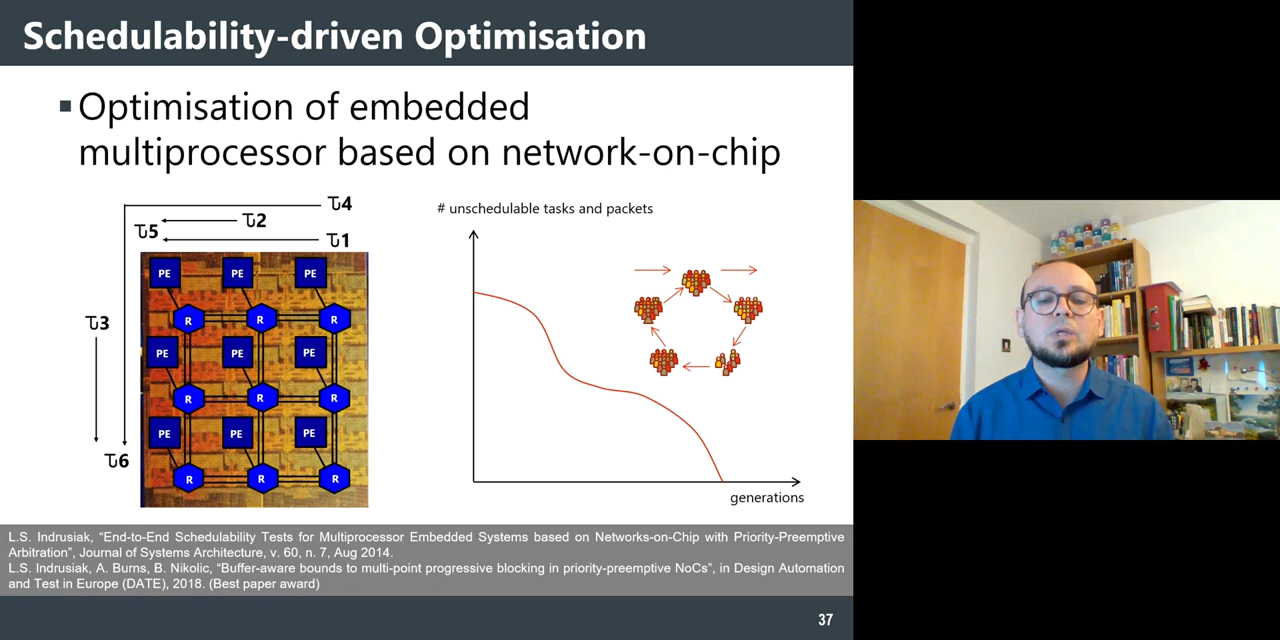 Schedulability-driven Optimisation
▪ Optimisation of embedded
multiprocessor based on network-on-chip
τ4
τ2
τ5
τ1
τ3
τ6
PE PE PE
R R R
PE PE PE
R R R
PE PE PE
R R R
# unschedulable tasks and packets
generations
L.S. Indrusiak, “End-to-End Schedulability Tests for Multiprocessor Embedded Systems based on Networks-on-Chip with Priority-Preemptive
Arbitration”, Journal of Systems Architecture, v. 60, n. 7, Aug 2014.
L.S. Indrusiak, A. Burns, B. Nikolic, “Buffer-aware bounds to multi-point progressive blocking in priority-preemptive NoCs”, in Design Automation
and Test in Europe (DATE), 2018. (Best paper award)
37